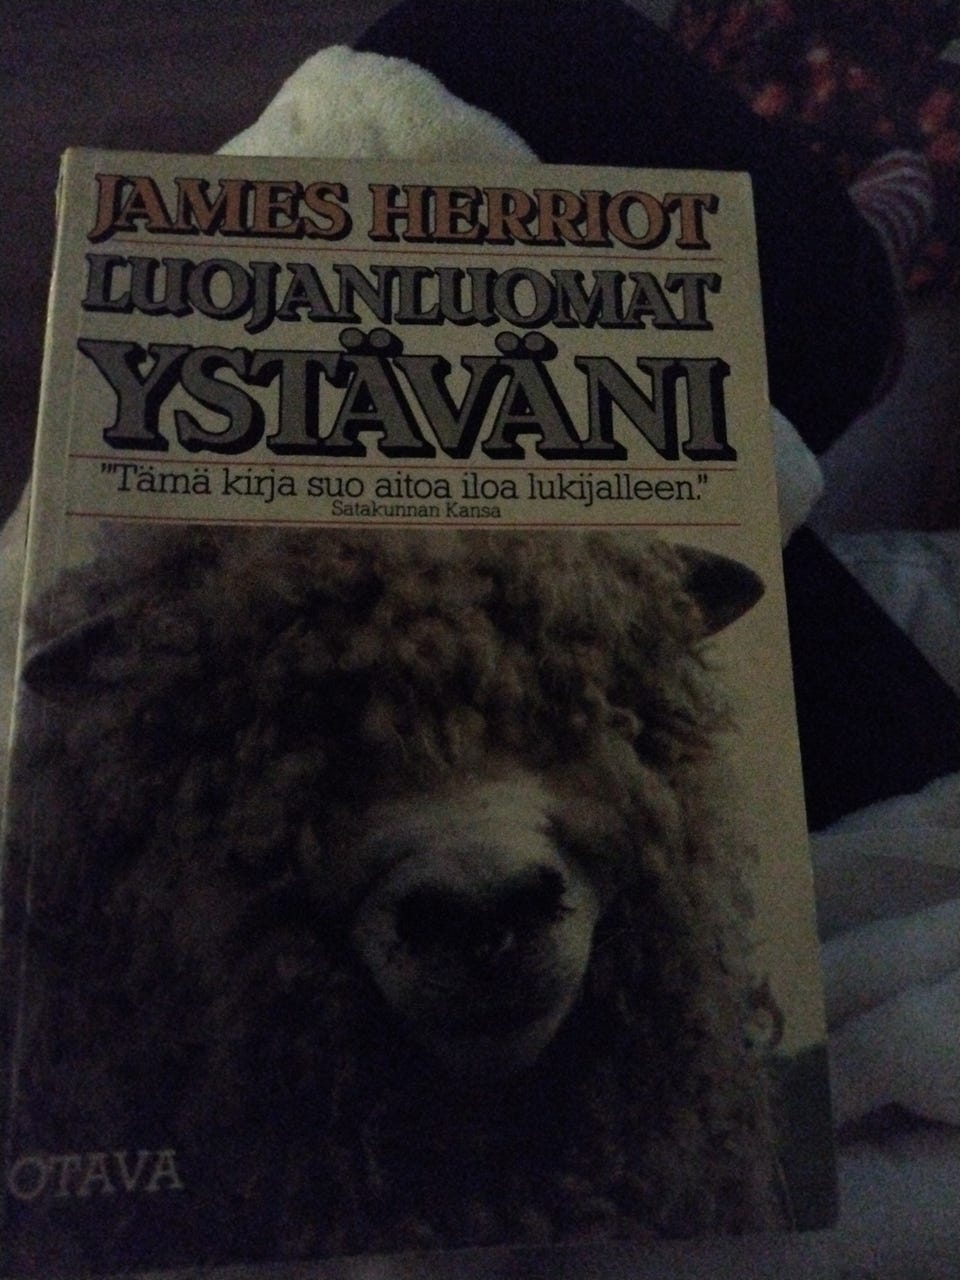 JAMES HERRIOT
LUOJANLUOMAT
YSTÄVÄNI
"'Tämä kirja suo aitoa iloa lukijalleen."
Satakunnan Kansa
OTAVA